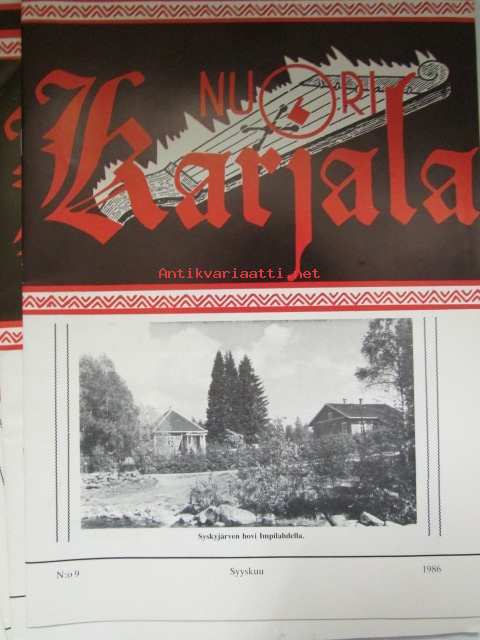 NUORI
Karjala
Antikvariaatti.net
Syskyjärven hovi Impilahdella.
N:o 9 Syyskuu 1986